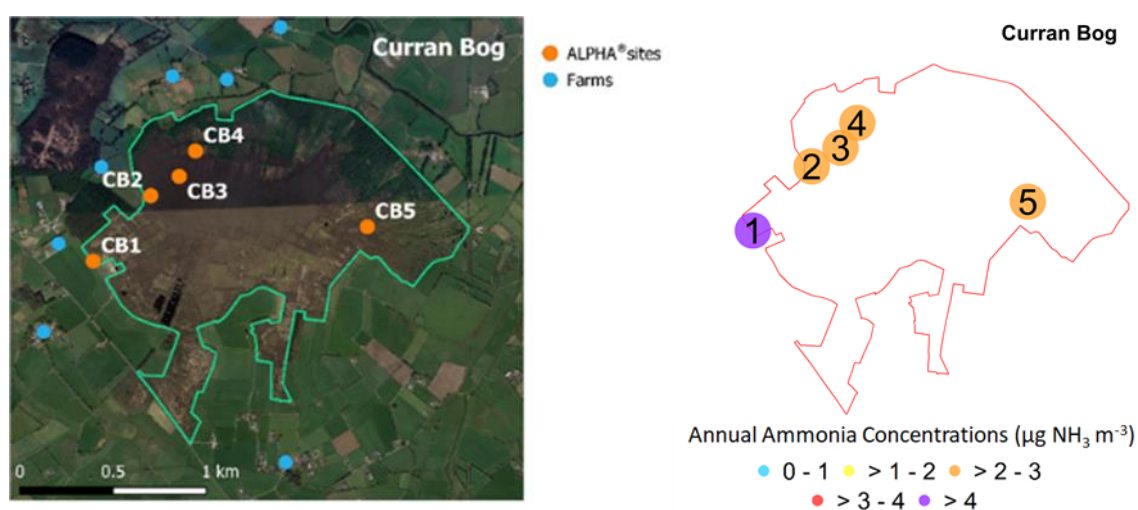 Curran Bog
ALPHA®sites
Farms
CB4
CB2
CB3
CB5
CB1
0 0.5 1 km
Curran Bog
4
3
2
5
1
Annual Ammonia Concentrations (µg NH₃ m⁻³)
0 - 1 > 1 - 2 > 2 - 3
> 3 - 4 > 4